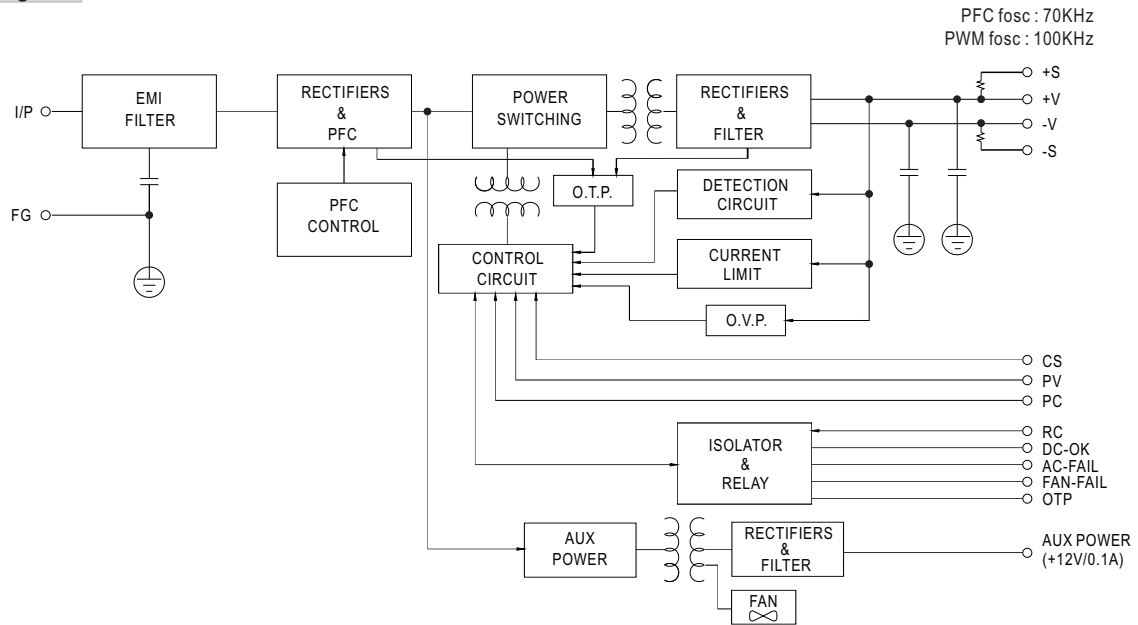 PFC fosc : 70KHz
PWM fosc : 100KHz
I/P
EMI
FILTER
RECTIFIERS
&
PFC
POWER
SWITCHING
RECTIFIERS
&
FILTER
+S
+V
-V
-S
FG
PFC
CONTROL
O.T.P.
DETECTION
CIRCUIT
CONTROL
CIRCUIT
CURRENT
LIMIT
O.V.P.
CS
PV
PC
ISOLATOR
&
RELAY
RC
DC-OK
AC-FAIL
FAN-FAIL
OTP
AUX
POWER
RECTIFIERS
&
FILTER
AUX POWER
(+12V/0.1A)
FAN